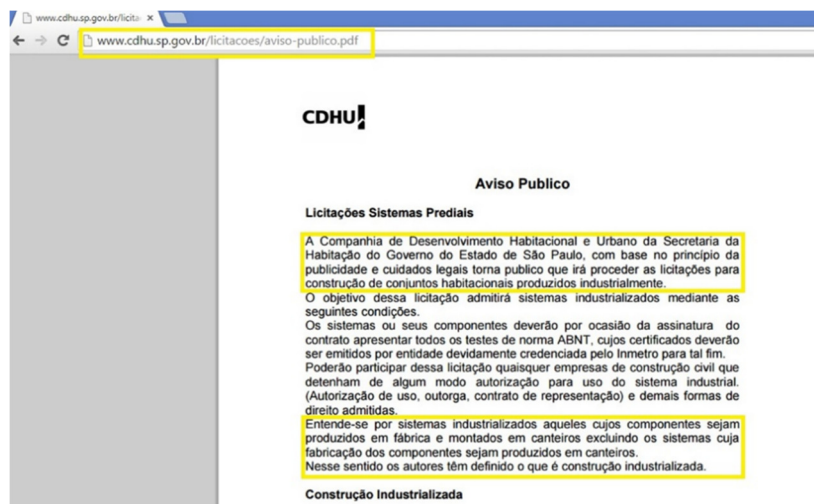 www.cdhu.sp.gov.br/licita
www.cdhu.sp.gov.br/licitacoes/aviso-publico.pdf
CDHU
Aviso Publico
Licitações Sistemas Prediais
A Companhia de Desenvolvimento Habitacional e Urbano da Secretaria da
Habitação do Governo do Estado de São Paulo, com base no princípio da
publicidade e cuidados legais torna publico que irá proceder as licitações para
construção de conjuntos habitacionais produzidos industrialmente.
O objetivo dessa licitação admitirá sistemas industrializados mediante as
seguintes condições.
Os sistemas ou seus componentes deverão por ocasião da assinatura do
contrato apresentar todos os testes de norma ABNT, cujos certificados deverão
ser emitidos por entidade devidamente credenciada pelo Inmetro para tal fim.
Poderão participar dessa licitação quaisquer empresas de construção civil que
detenham de algum modo autorização para uso do sistema industrial.
(Autorização de uso, outorga, contrato de representação) e demais formas de
direito admitidas.
Entende-se por sistemas industrializados aqueles cujos componentes sejam
produzidos em fábrica e montados em canteiros excluindo os sistemas cuja
fabricação dos componentes sejam produzidos em canteiros.
Nesse sentido os autores têm definido o que é construção industrializada.
Construção Industrializada